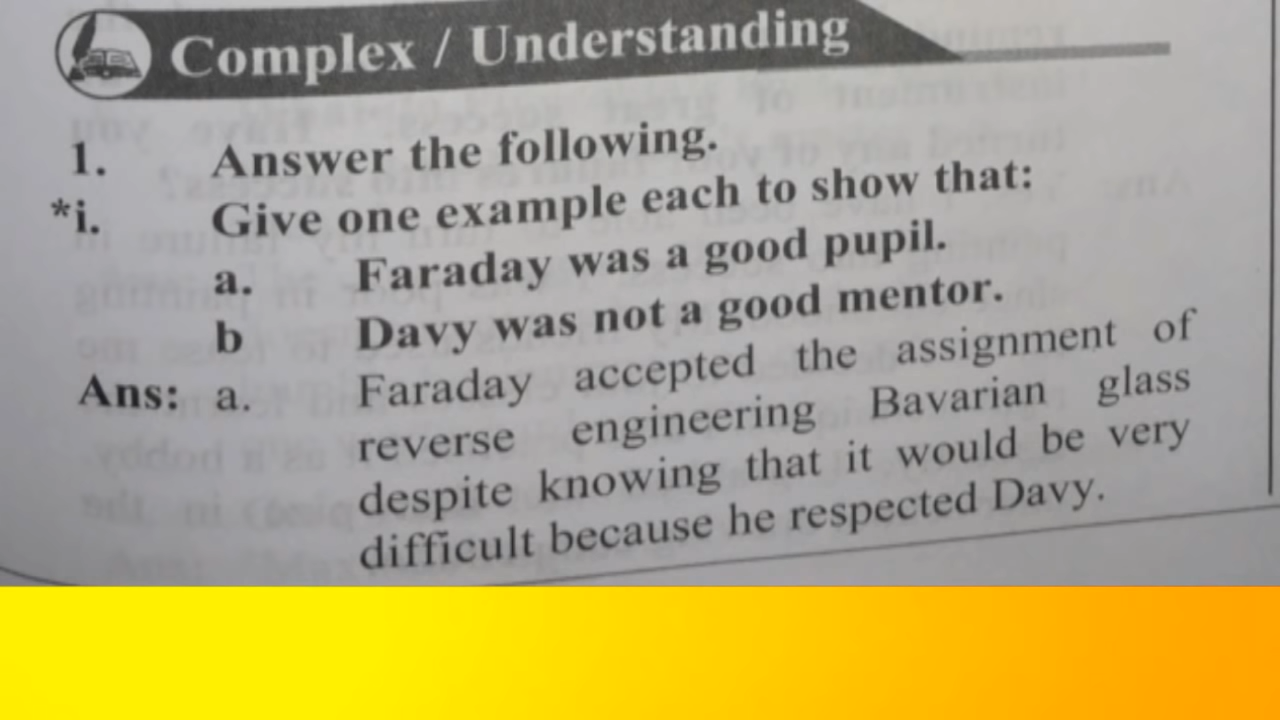 Complex / Understanding
1. Answer the following.
*i. Give one example each to show that:
a. Faraday was a good pupil.
b Davy was not a good mentor.
Ans: a. Faraday accepted the assignment of
reverse engineering Bavarian glass
despite knowing that it would be very
difficult because he respected Davy.